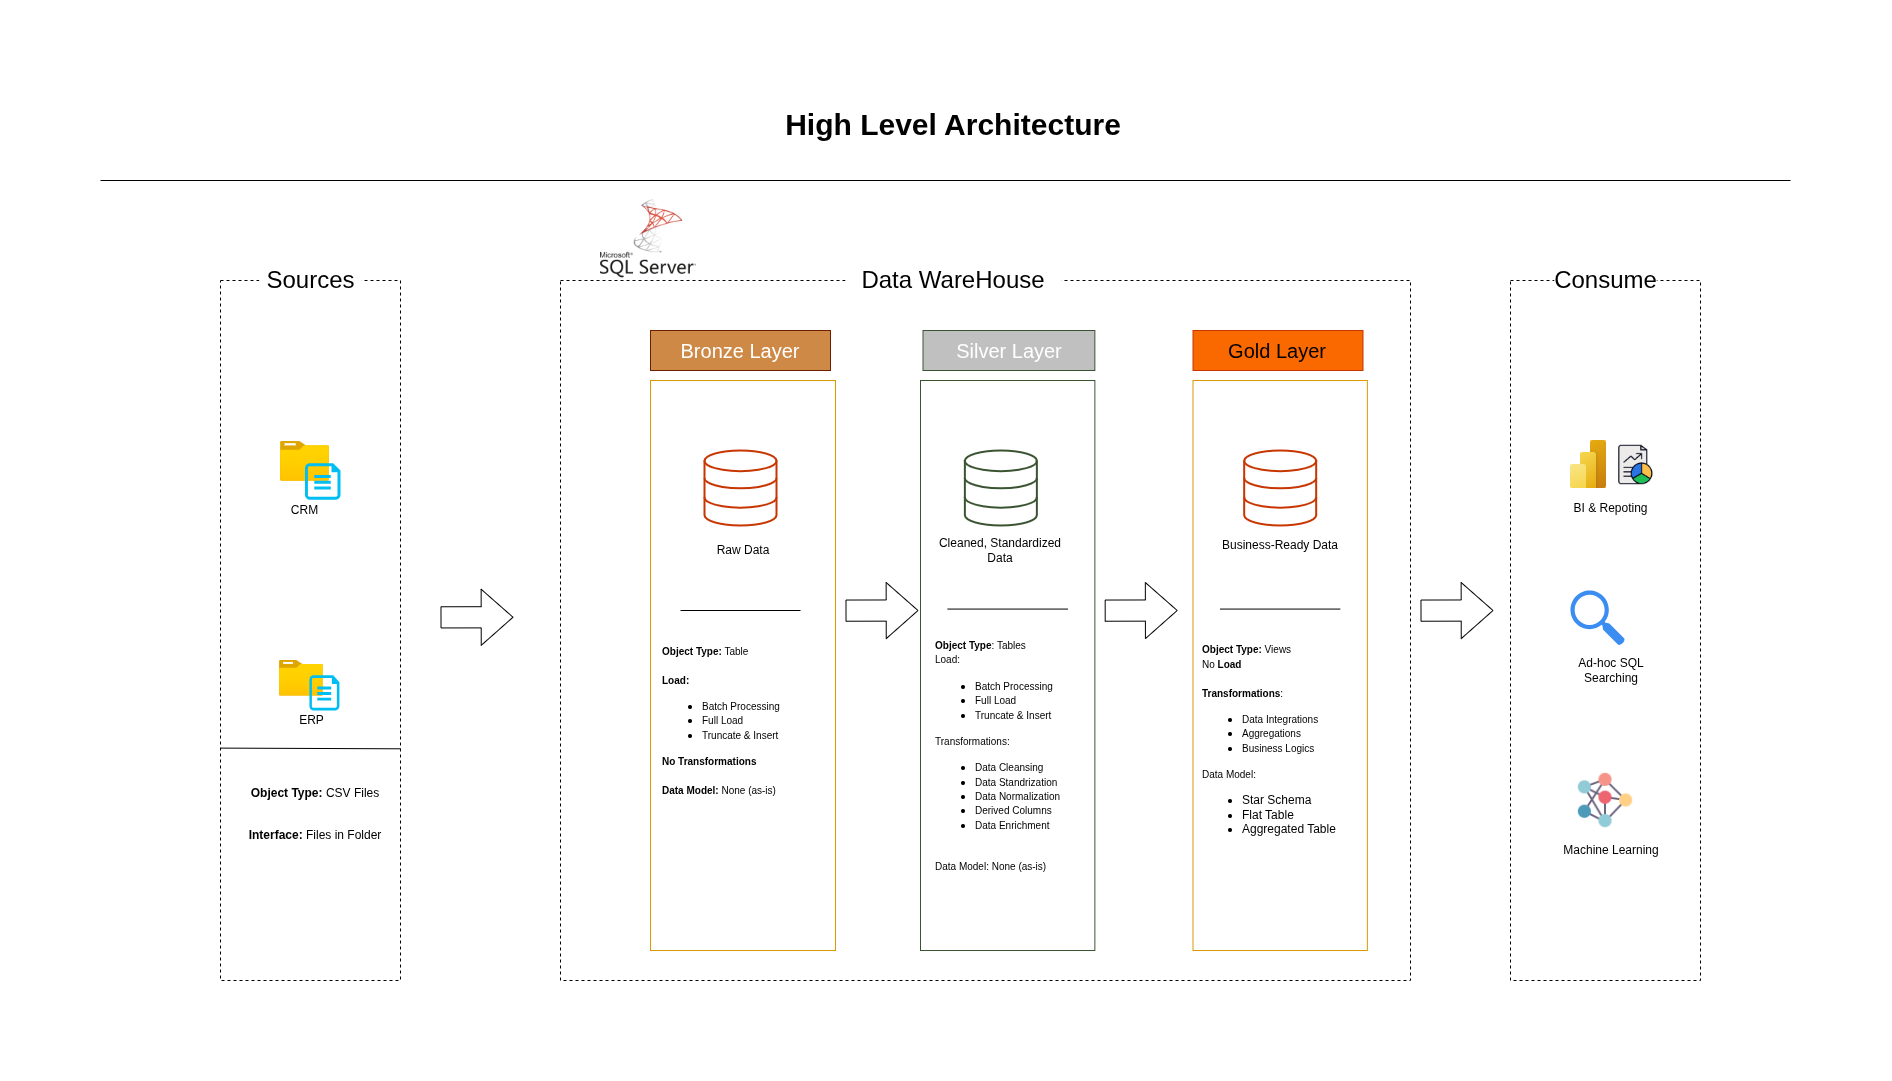 High Level Architecture
Microsoft®
SQL Server
Sources
CRM
ERP
Object Type: CSV Files
Interface: Files in Folder
Data WareHouse
Bronze Layer
Raw Data
Object Type: Table
Load:
Batch Processing
Full Load
Truncate & Insert
No Transformations
Data Model: None (as-is)
Silver Layer
Cleaned, Standardized
Data
Object Type: Tables
Load:
Batch Processing
Full Load
Truncate & Insert
Transformations:
Data Cleansing
Data Standrization
Data Normalization
Derived Columns
Data Enrichment
Data Model: None (as-is)
Gold Layer
Business-Ready Data
Object Type: Views
No Load
Transformations:
Data Integrations
Aggregations
Business Logics
Data Model:
Star Schema
Flat Table
Aggregated Table
Consume
BI & Repoting
Ad-hoc SQL
Searching
Machine Learning